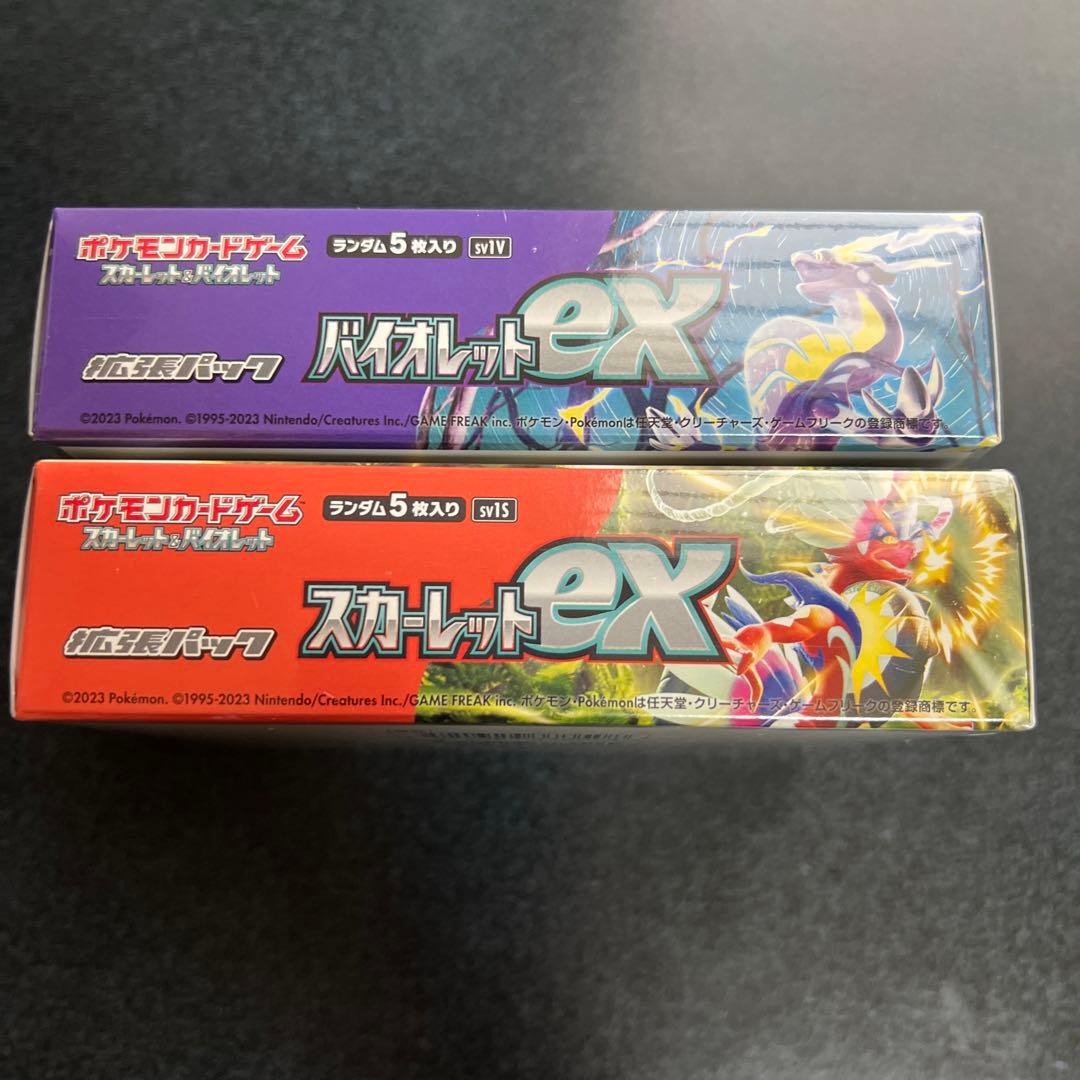 ポケモンカードゲーム
スカーレット&バイオレット
ランダム5枚入り
sv1V
バイオレットex
拡張パック
©2023 Pokémon. ©1995-2023 Nintendo/Creatures Inc./GAME FREAK inc. ポケモン・Pokémonは任天堂・クリーチャーズ・ゲームフリークの登録商標です。
ポケモンカードゲーム
スカーレット&バイオレット
ランダム5枚入り
sv1S
スカーレットex
拡張パック
©2023 Pokémon. ©1995-2023 Nintendo/Creatures Inc./GAME FREAK inc. ポケモン・Pokémonは任天堂・クリーチャーズ・ゲームフリークの登録商標です。